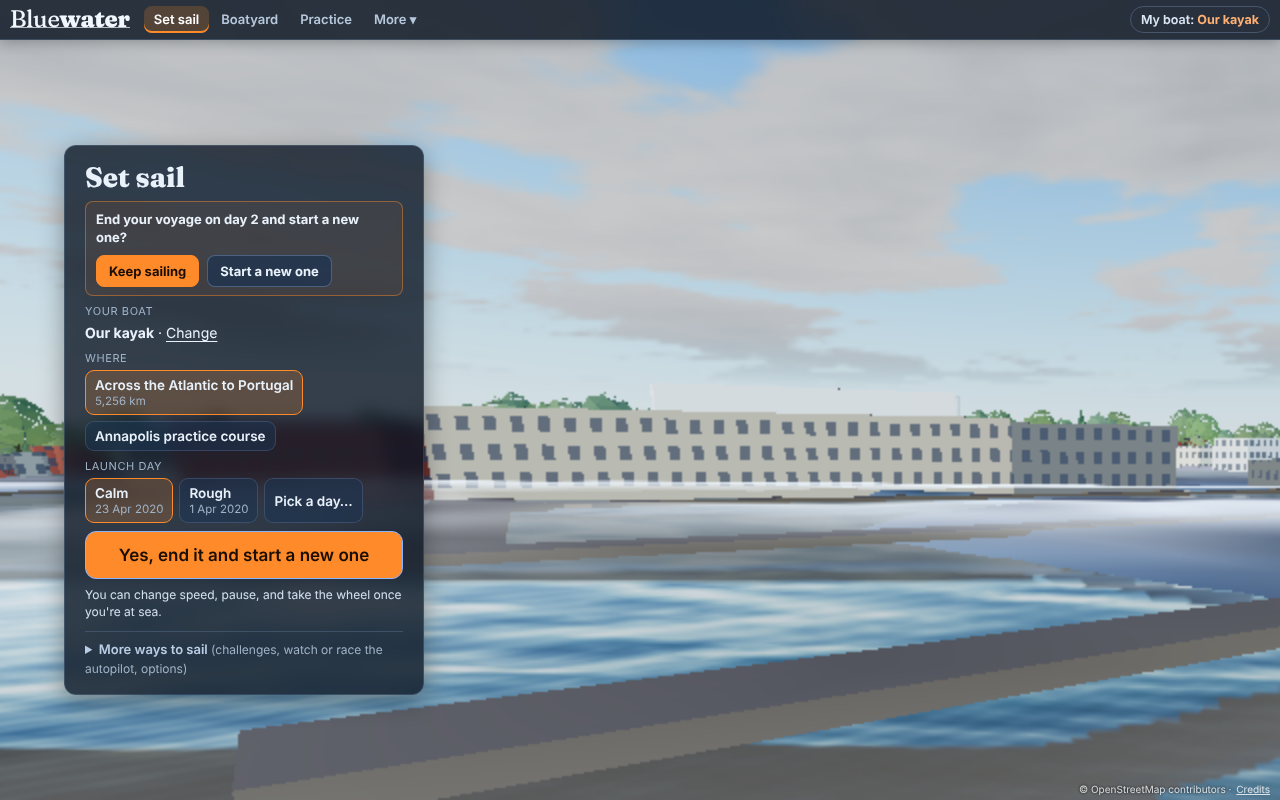 Bluewater
Set sail
Boatyard
Practice
More ▾
My boat: Our kayak
Set sail
End your voyage on day 2 and start a new
one?
Keep sailing
Start a new one
YOUR BOAT
Our kayak · Change
WHERE
Across the Atlantic to Portugal
5,256 km
Annapolis practice course
LAUNCH DAY
Calm
23 Apr 2020
Rough
1 Apr 2020
Pick a day...
Yes, end it and start a new one
You can change speed, pause, and take the wheel once
you're at sea.
▶ More ways to sail (challenges, watch or race the
autopilot, options)
© OpenStreetMap contributors · Credits